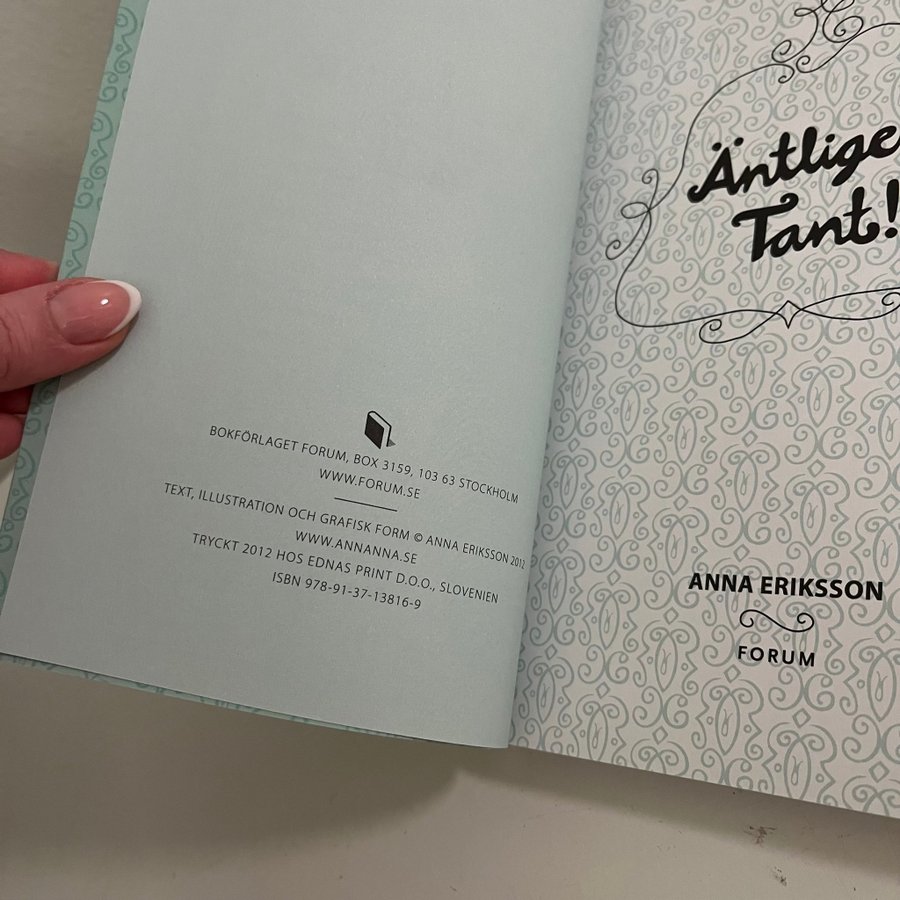 BOKFÖRLAGET FORUM, BOX 3159, 103 63 STOCKHOLM
WWW.FORUM.SE
TEXT, ILLUSTRATION OCH GRAFISK FORM © ANNA ERIKSSON 2012
WWW.ANNANNA.SE
TRYCKT 2012 HOS EDNAS PRINT D.O.O., SLOVENIEN
ISBN 978-91-37-13816-9
Äntlige
Tant!
ANNA ERIKSSON
FORUM